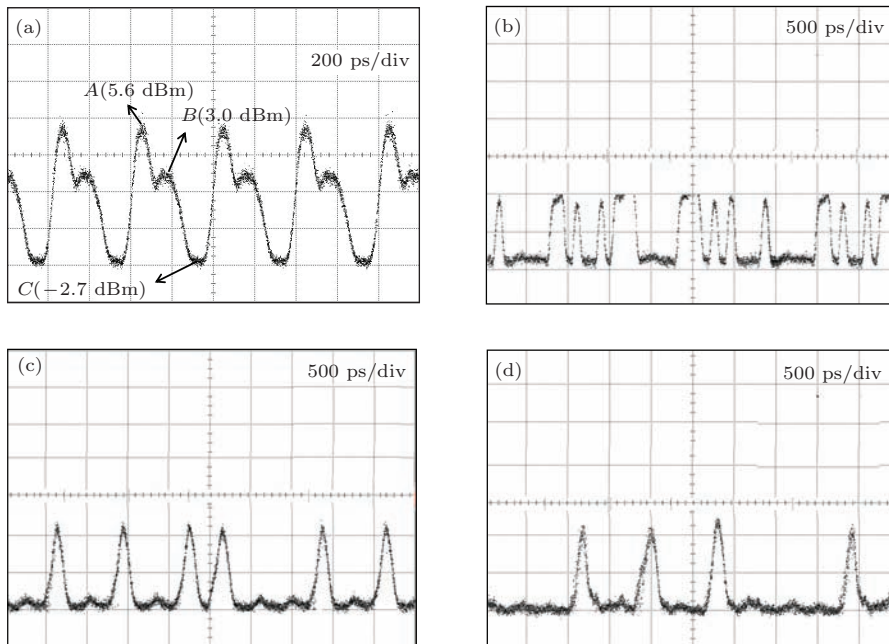 (a)
200 ps/div
A(5.6 dBm)
B(3.0 dBm)
C(−2.7 dBm)
(b)
500 ps/div
(c)
500 ps/div
(d)
500 ps/div